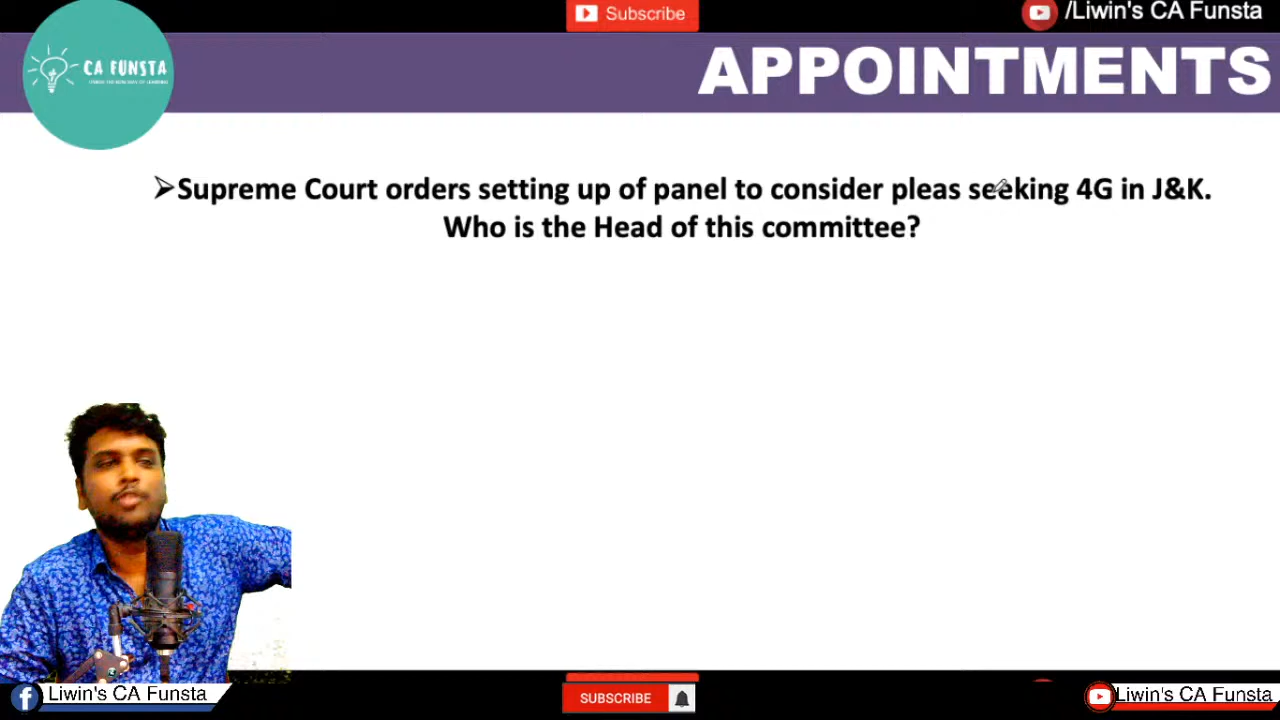 Subscribe
/Liwin's CA Funsta
CA FUNSTA
APPOINTMENTS
➢Supreme Court orders setting up of panel to consider pleas seeking 4G in J&K.
Who is the Head of this committee?
Liwin's CA Funsta
SUBSCRIBE
Liwin's CA Funsta